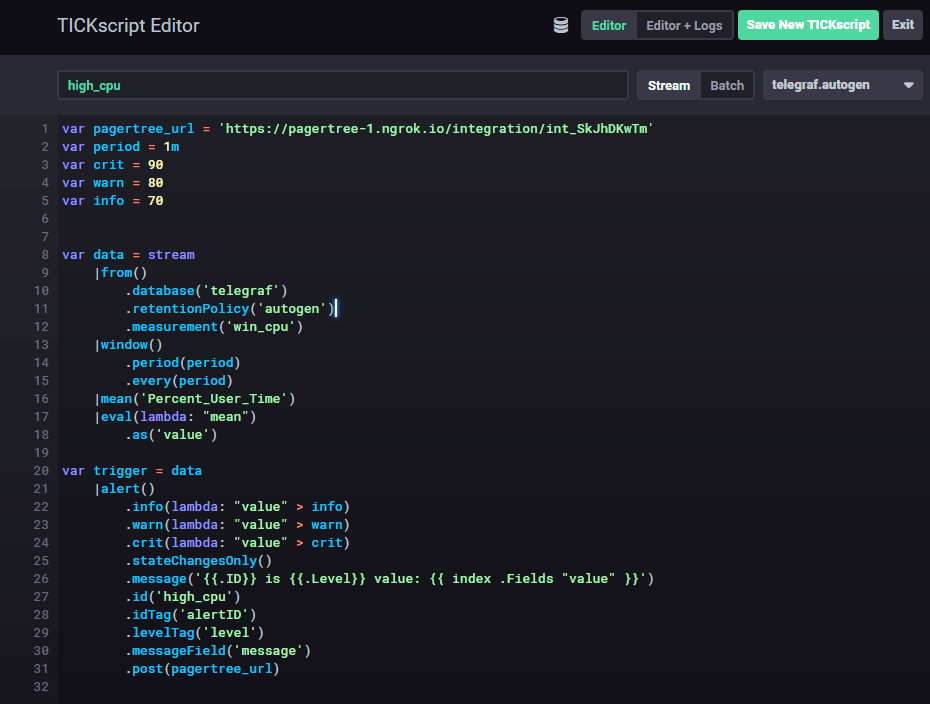 TICKscript Editor
Editor
Editor + Logs
Save New TICKscript
Exit
high_cpu
Stream
Batch
telegraf.autogen
1 var pagertree_url = 'https://pagertree-1.ngrok.io/integration/int_SkJhDKwTm'
2 var period = 1m
3 var crit = 90
4 var warn = 80
5 var info = 70
6
7
8 var data = stream
9     |from()
10         .database('telegraf')
11         .retentionPolicy('autogen')
12         .measurement('win_cpu')
13     |window()
14         .period(period)
15         .every(period)
16     |mean('Percent_User_Time')
17     |eval(lambda: "mean")
18         .as('value')
19
20 var trigger = data
21     |alert()
22         .info(lambda: "value" > info)
23         .warn(lambda: "value" > warn)
24         .crit(lambda: "value" > crit)
25         .stateChangesOnly()
26         .message('{{.ID}} is {{.Level}} value: {{ index .Fields "value" }}')
27         .id('high_cpu')
28         .idTag('alertID')
29         .levelTag('level')
30         .messageField('message')
31         .post(pagertree_url)
32